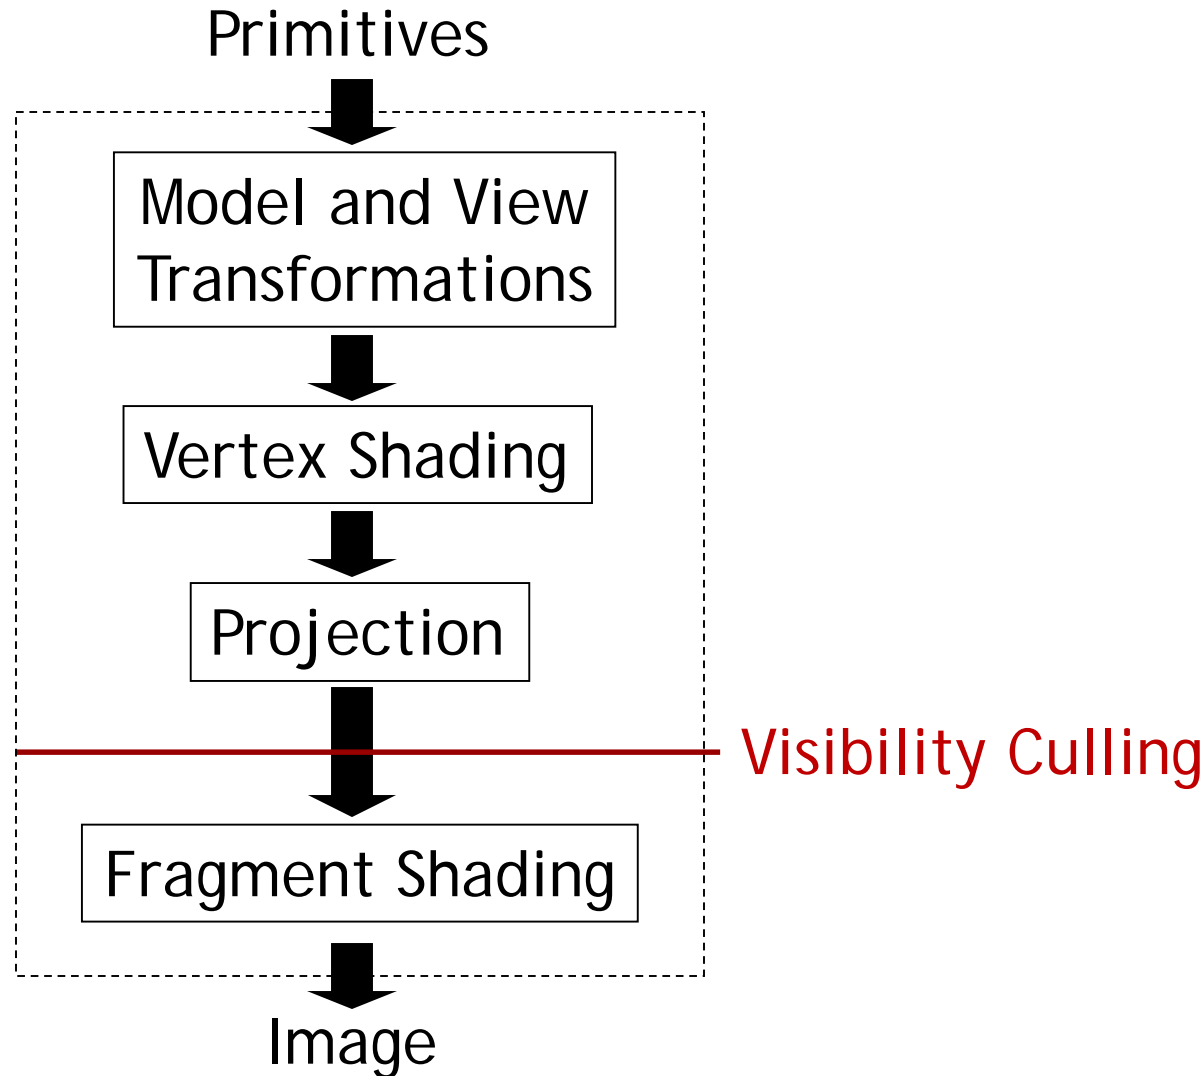 Primitives
Model and View
Transformations
Vertex Shading
Projection
Visibility Culling
Fragment Shading
Image